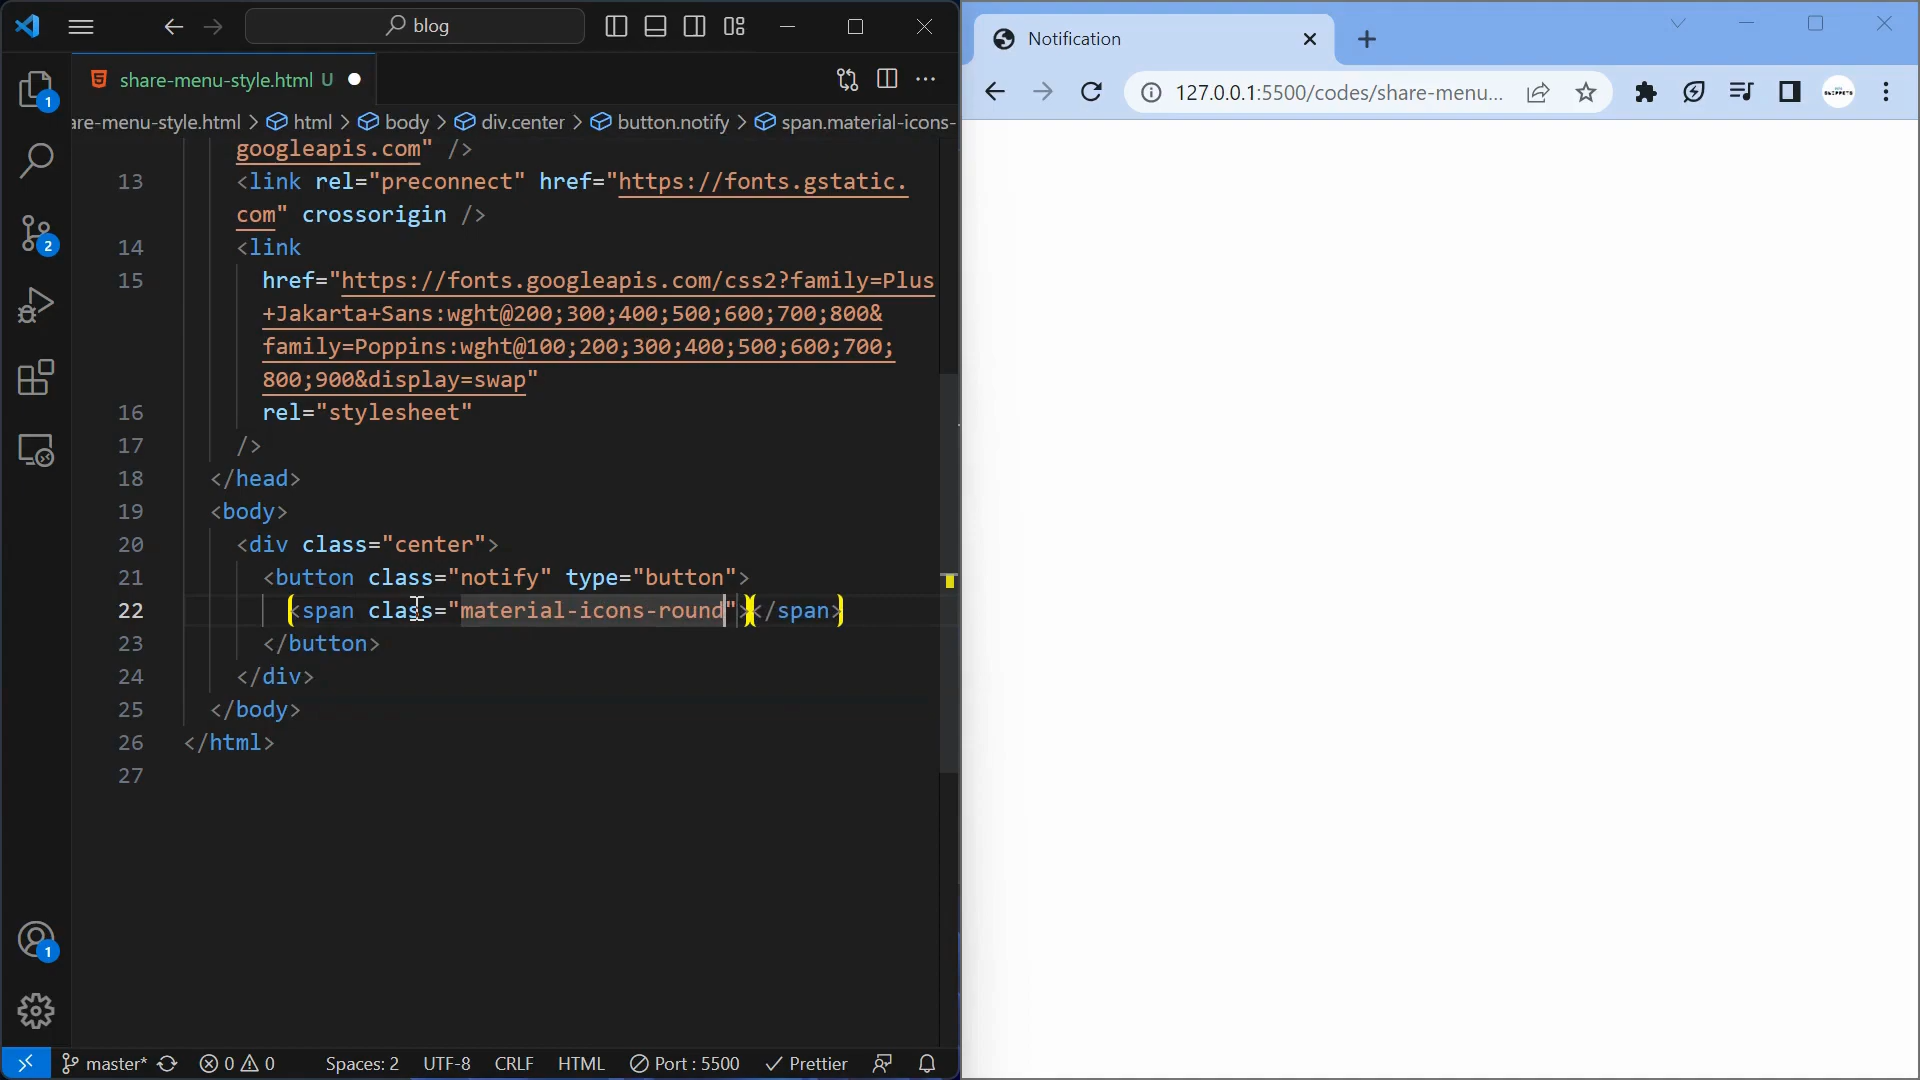 blog
share-menu-style.html U
are-menu-style.html > html > body > div.center > button.notify > span.material-icons-
googleapis.com" />
13 <link rel="preconnect" href="https://fonts.gstatic.
com" crossorigin />
14 <link
15 href="https://fonts.googleapis.com/css2?family=Plus
+Jakarta+Sans:wght@200;300;400;500;600;700;800&
family=Poppins:wght@100;200;300;400;500;600;700;
800;900&display=swap"
16 rel="stylesheet"
17 />
18 </head>
19 <body>
20 <div class="center">
21 <button class="notify" type="button">
22 <span class="material-icons-round"></span>
23 </button>
24 </div>
25 </body>
26 </html>
27
1
2
1
master* 0 0 Spaces: 2 UTF-8 CRLF HTML Port : 5500 Prettier
Notification
127.0.0.1:5500/codes/share-menu...